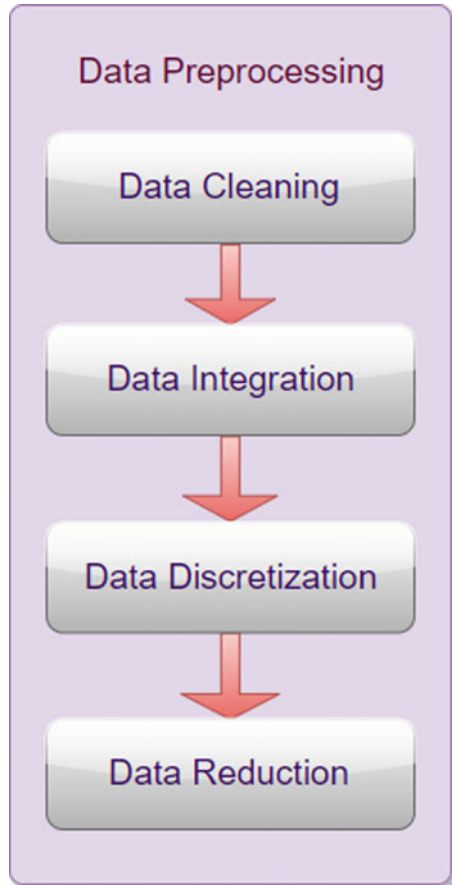 Data Preprocessing
Data Cleaning
Data Integration
Data Discretization
Data Reduction